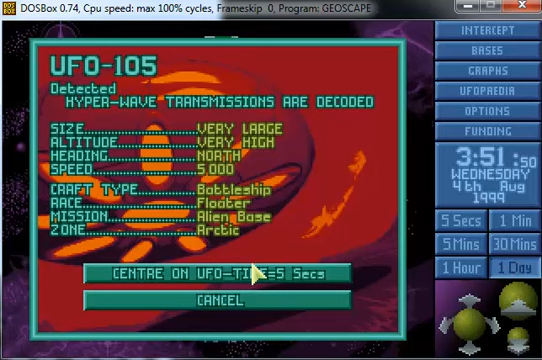 DOSBox 0.74, Cpu speed: max 100% cycles, Frameskip 0, Program: GEOSCAPE
UFO-105
Detected
HYPER-WAVE TRANSMISSIONS ARE DECODED
SIZE....................VERY LARGE
ALTITUDE................VERY HIGH
HEADING.................NORTH
SPEED...................5,000
CRAFT TYPE..............Battleship
RACE....................Floater
MISSION.................Alien Base
ZONE....................Arctic
CENTRE ON UFO-TIME=5 Secs
CANCEL
INTERCEPT
BASES
GRAPHS
UFOPAEDIA
OPTIONS
FUNDING
3:51:50
WEDNESDAY
4th Aug
1999
5 Secs 1 Min
5 Mins 30 Mins
1 Hour 1 Day